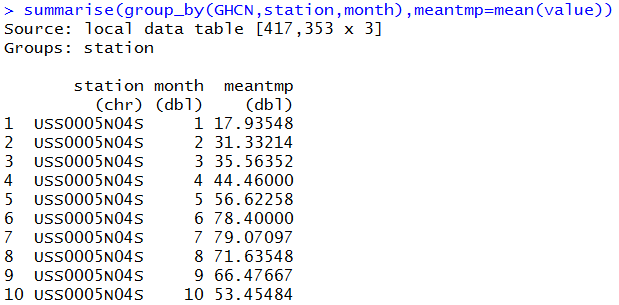 > summarise(group_by(GHCN,station,month),meantmp=mean(value))
Source: local data table [417,353 x 3]
Groups: station
station month meantmp
(chr) (dbl) (dbl)
1 USS0005N04S 1 17.93548
2 USS0005N04S 2 31.33214
3 USS0005N04S 3 35.56352
4 USS0005N04S 4 44.46000
5 USS0005N04S 5 56.62258
6 USS0005N04S 6 78.40000
7 USS0005N04S 7 79.07097
8 USS0005N04S 8 71.63548
9 USS0005N04S 9 66.47667
10 USS0005N04S 10 53.45484